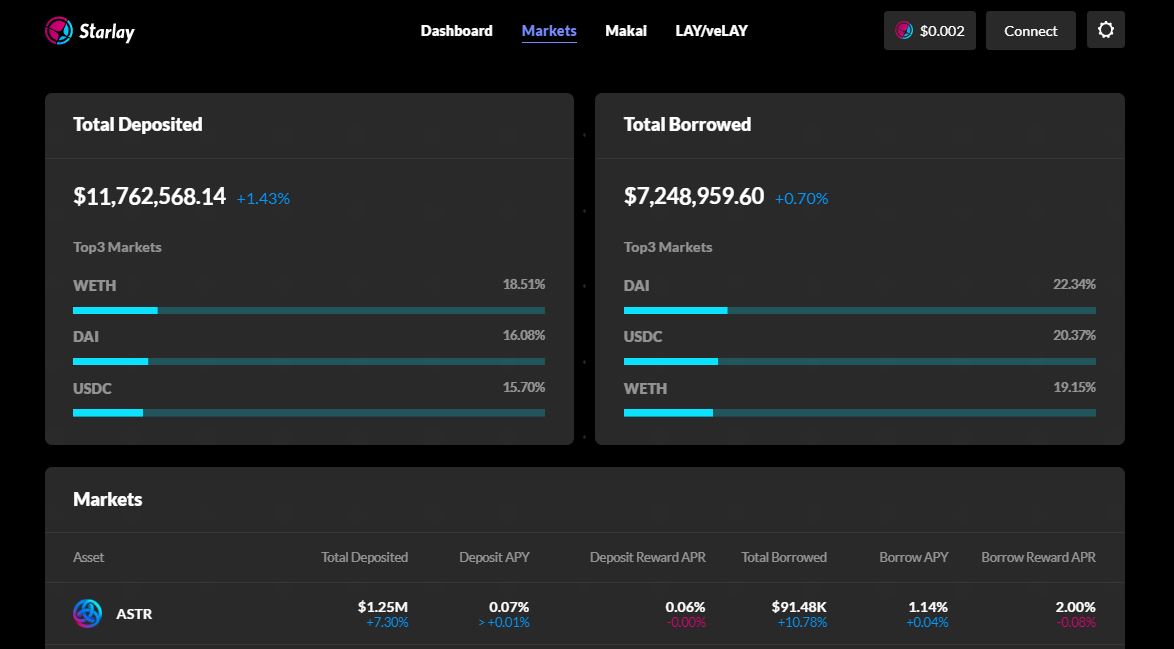 Starlay Dashboard Markets Makai LAY/veLAY $0.002 Connect
Total Deposited
$11,762,568.14 +1.43%
Top3 Markets
WETH 18.51%
DAI 16.08%
USDC 15.70%
Total Borrowed
$7,248,959.60 +0.70%
Top3 Markets
DAI 22.34%
USDC 20.37%
WETH 19.15%
Markets
Asset Total Deposited Deposit APY Deposit Reward APR Total Borrowed Borrow APY Borrow Reward APR
ASTR $1.25M 0.07% 0.06% $91.48K 1.14% 2.00%
+7.30% > +0.01% -0.00% +10.78% +0.04% -0.08%